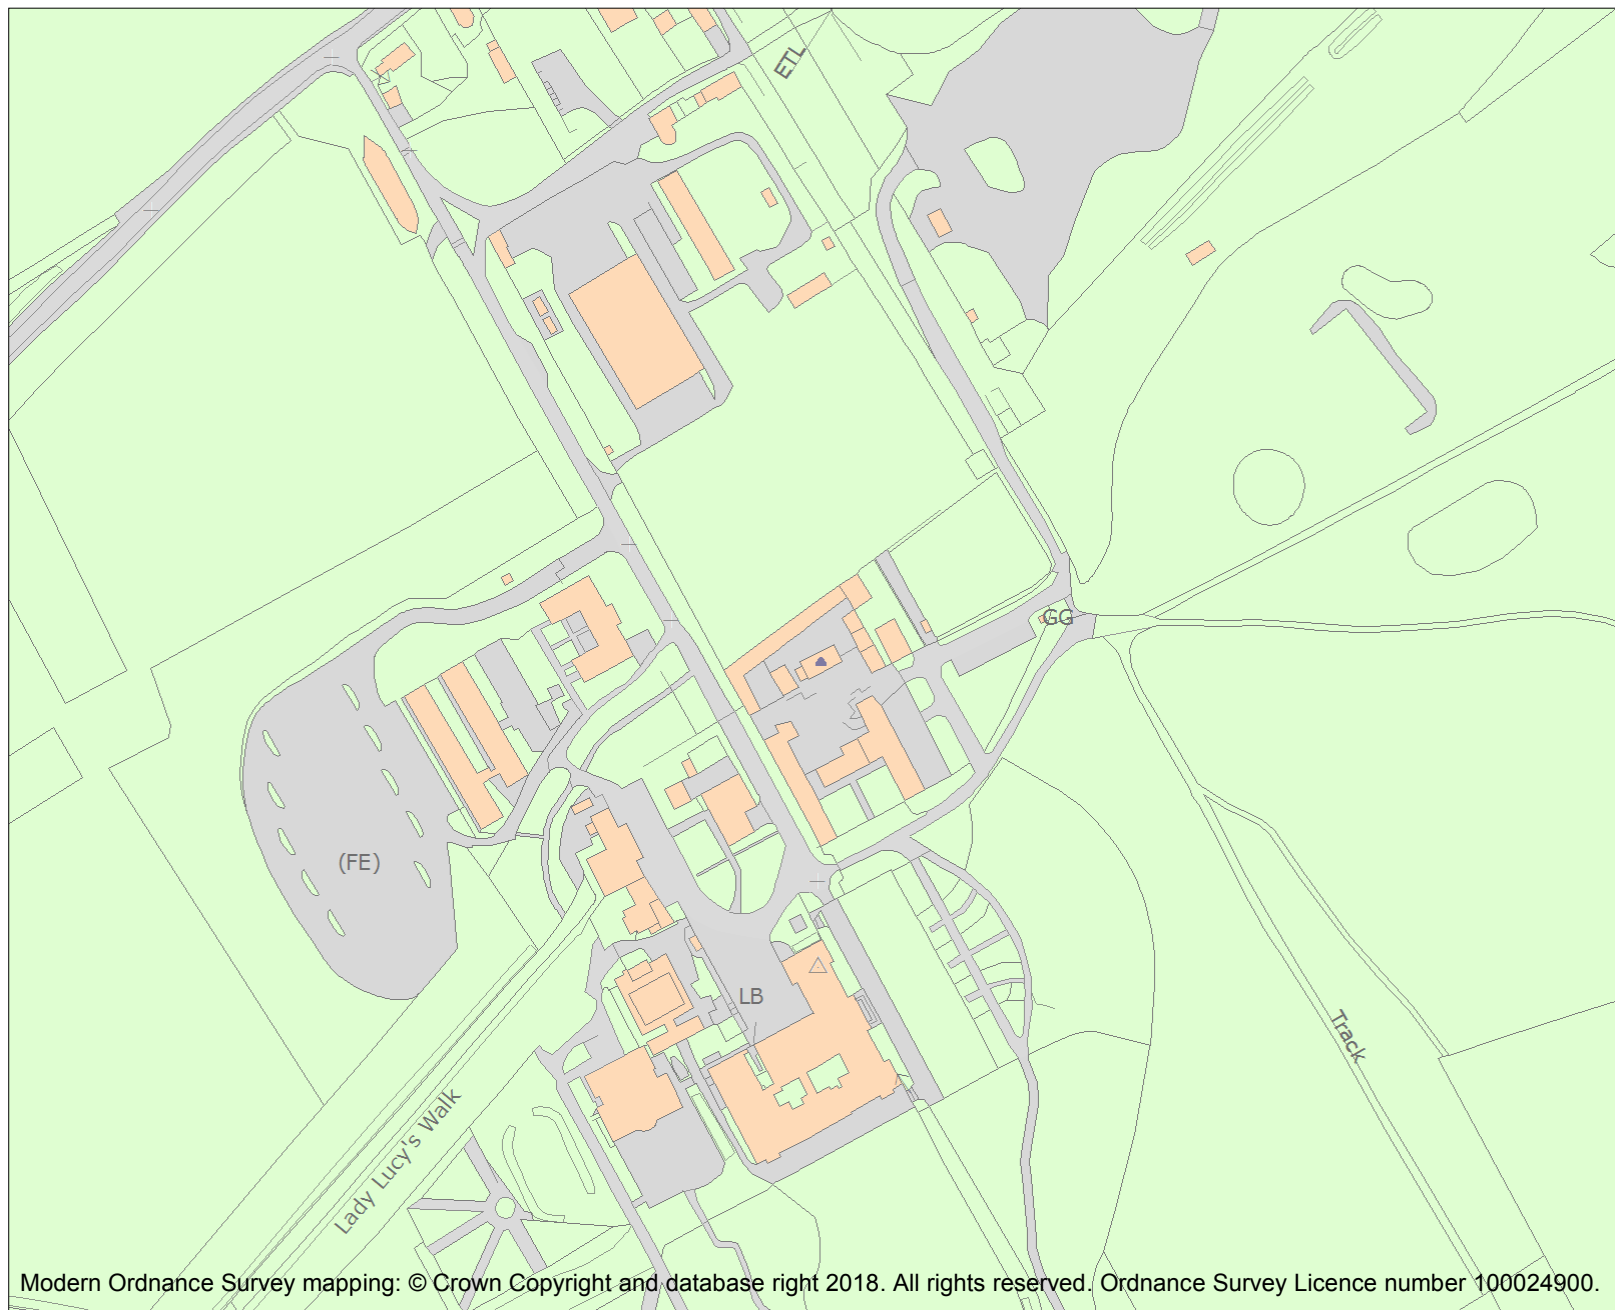 ETL
GG
(FE)
LB
Track
Lady Lucy's Walk
Modern Ordnance Survey mapping: © Crown Copyright and database right 2018. All rights reserved. Ordnance Survey Licence number 100024900.